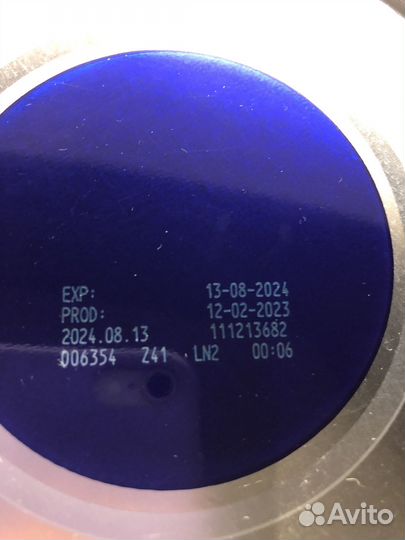 EXP: 13-08-2024
PROD: 12-02-2023
2024.08.13 111213682
006354 Z41 LN2 00:06
Avito